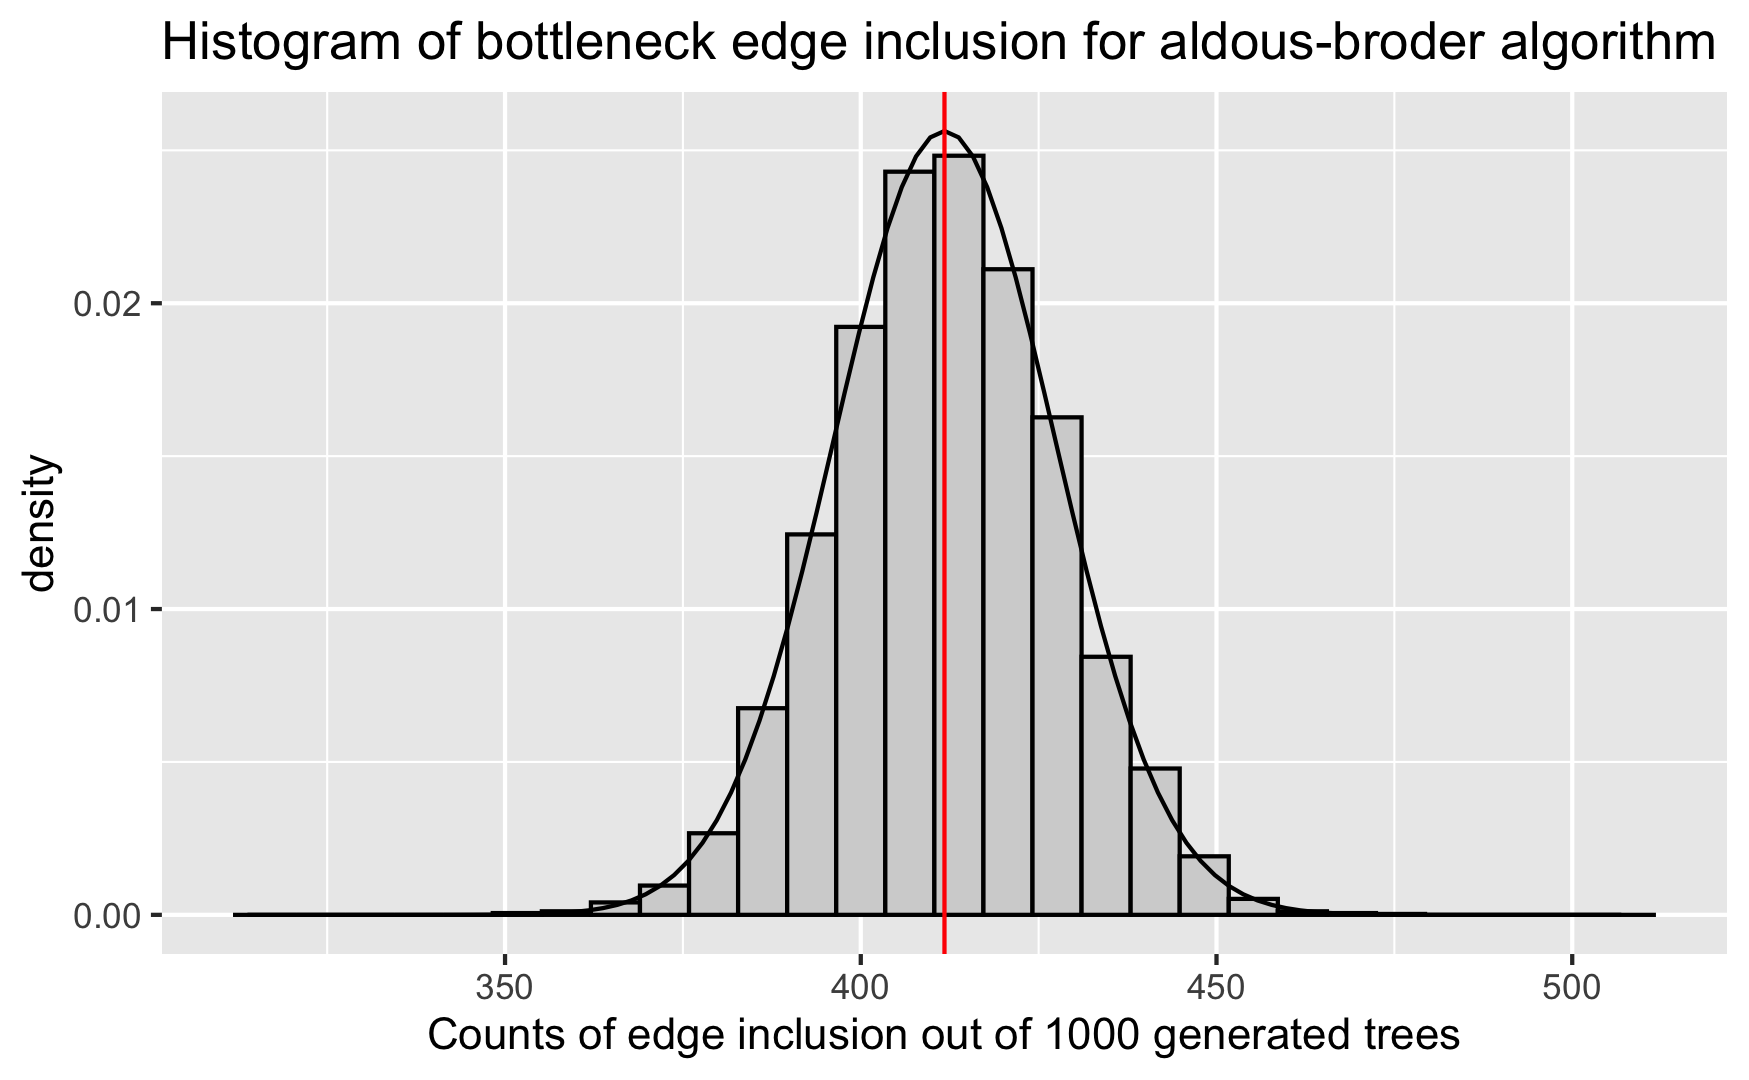 Histogram of bottleneck edge inclusion for aldous-broder algorithm
density
0.02
0.01
0.00
350 400 450 500
Counts of edge inclusion out of 1000 generated trees